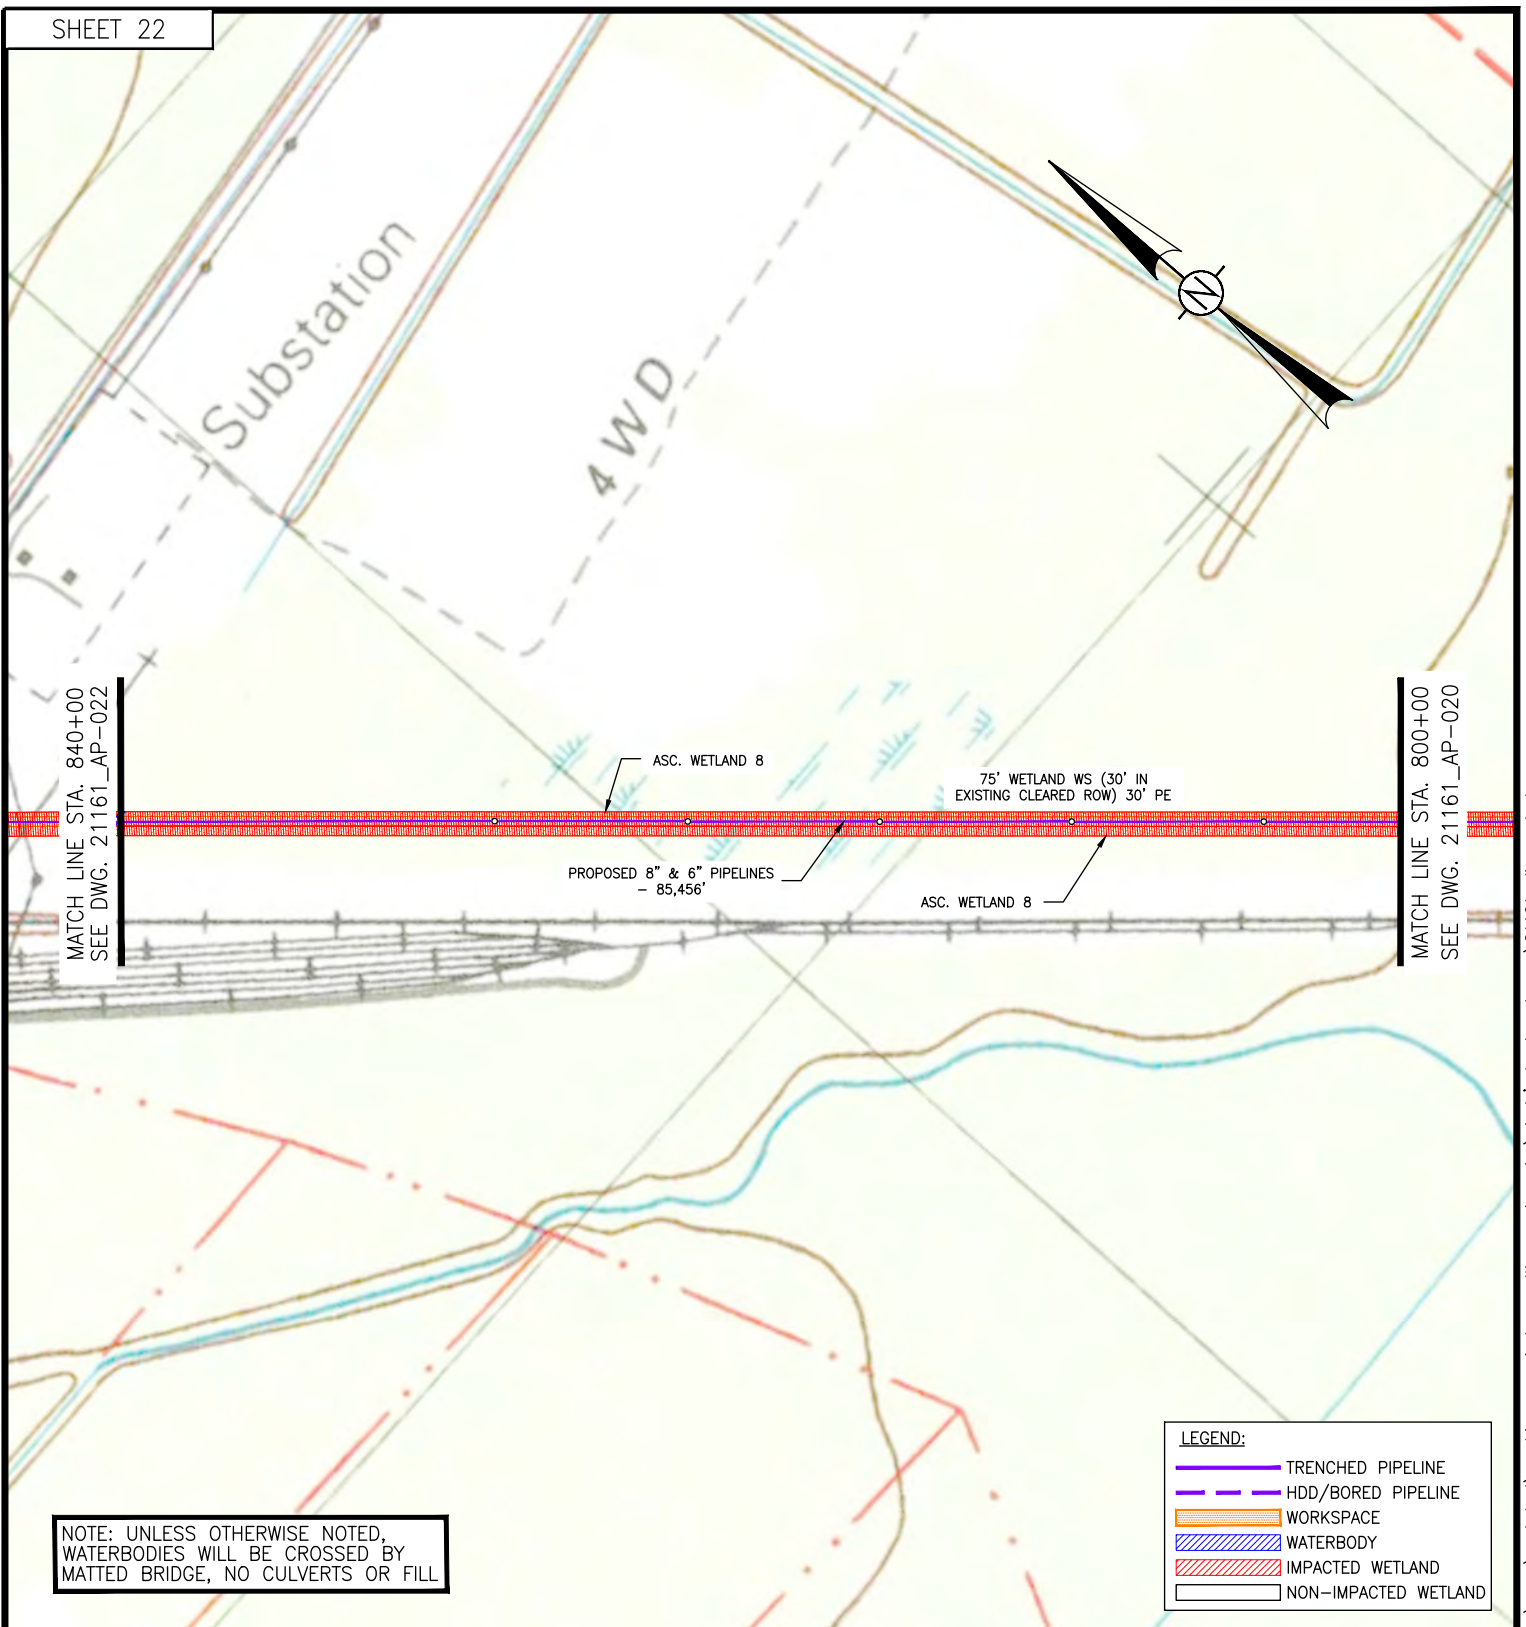 SHEET 22
Substation
4 W D
N
MATCH LINE STA. 840+00
SEE DWG. 21161_AP-022
ASC. WETLAND 8
75' WETLAND WS (30' IN
EXISTING CLEARED ROW) 30' PE
PROPOSED 8" & 6" PIPELINES
- 85,456'
ASC. WETLAND 8
MATCH LINE STA. 800+00
SEE DWG. 21161_AP-020
LEGEND:
TRENCHED PIPELINE
HDD/BORED PIPELINE
WORKSPACE
WATERBODY
IMPACTED WETLAND
NON-IMPACTED WETLAND
NOTE: UNLESS OTHERWISE NOTED,
WATERBODIES WILL BE CROSSED BY
MATTED BRIDGE, NO CULVERTS OR FILL